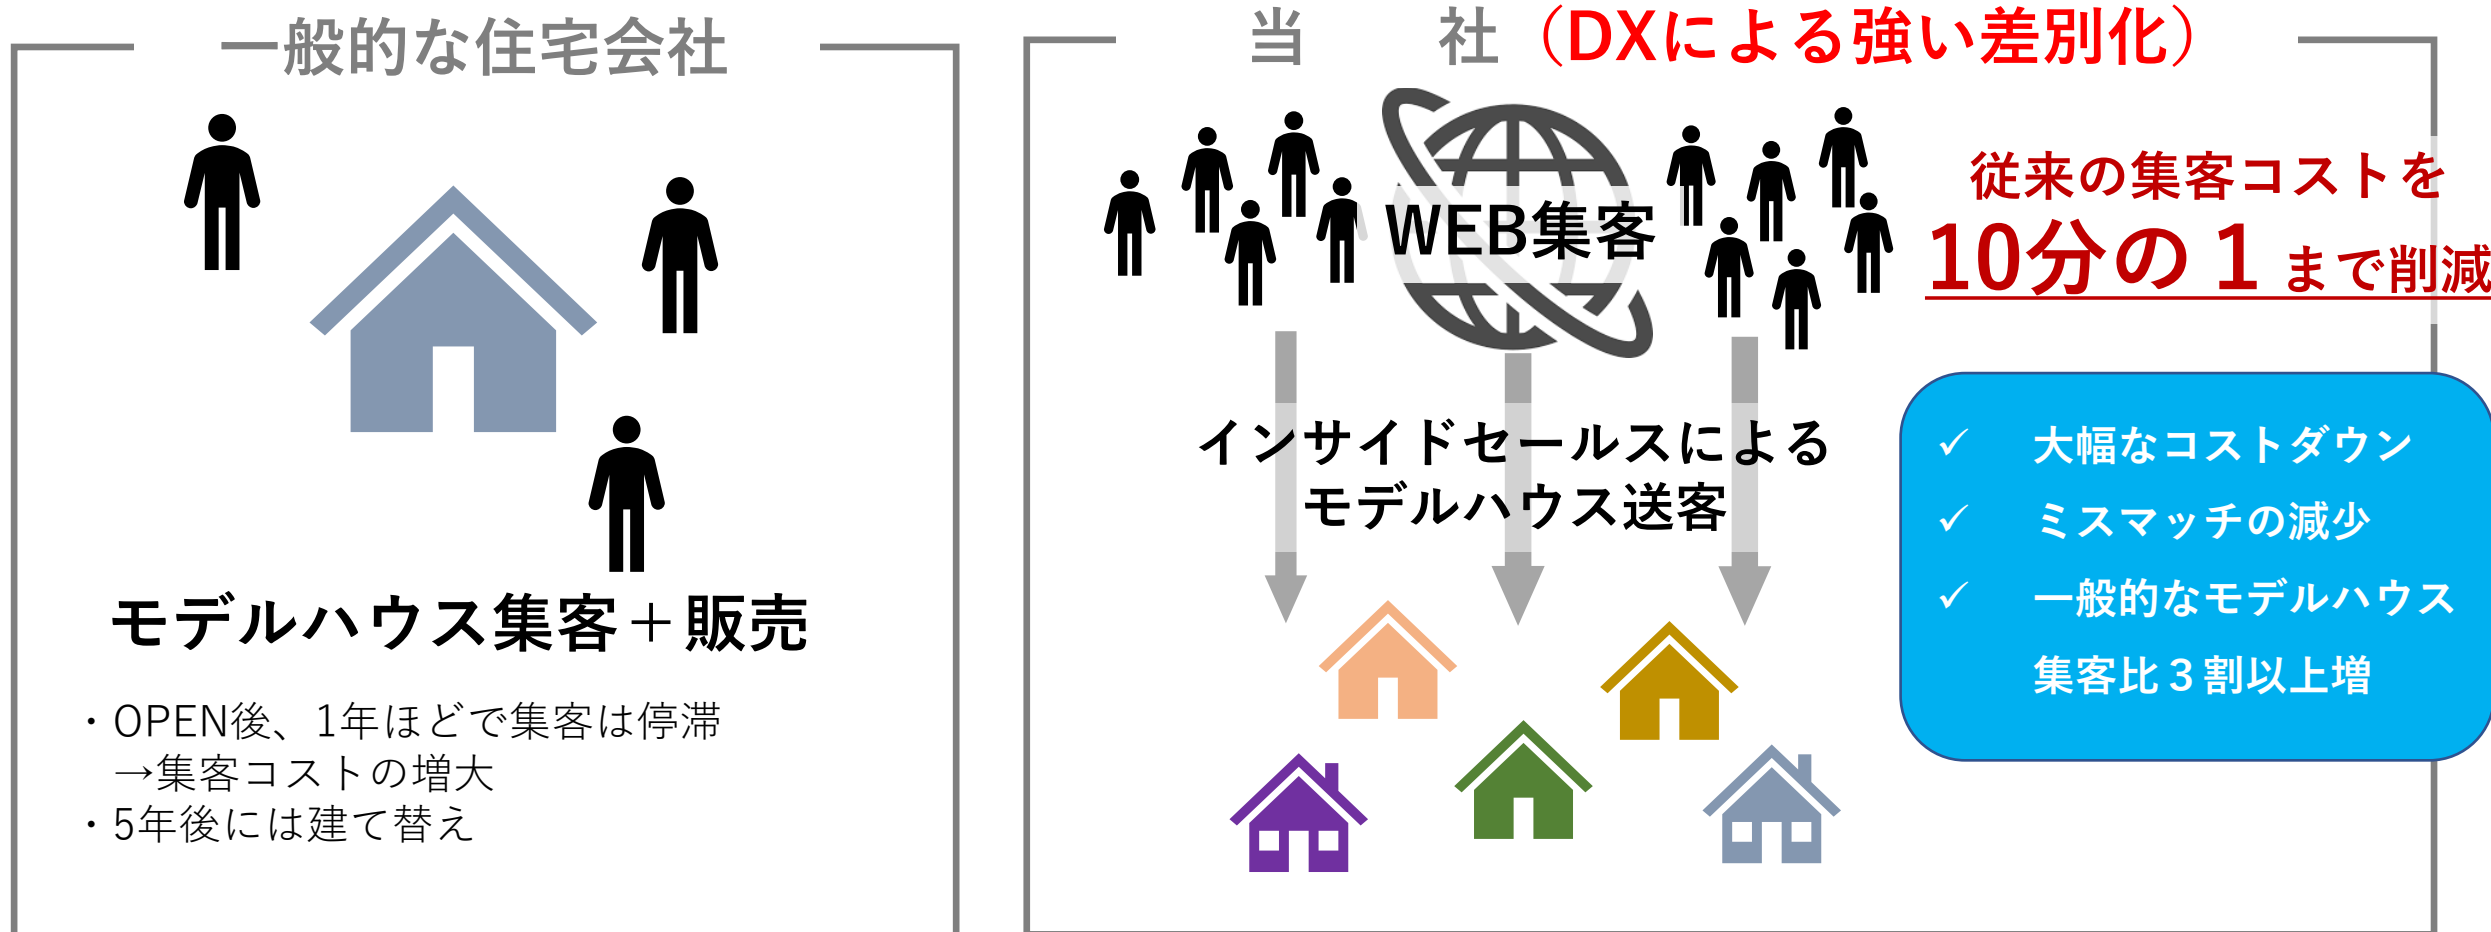 一般的な住宅会社
モデルハウス集客＋販売
・OPEN後、1年ほどで集客は停滞
→集客コストの増大
・5年後には建て替え
当　社（DXによる強い差別化）
WEB集客
従来の集客コストを
10分の１まで削減
インサイドセールスによる
モデルハウス送客
✓ 大幅なコストダウン
✓ ミスマッチの減少
✓ 一般的なモデルハウス
集客比３割以上増